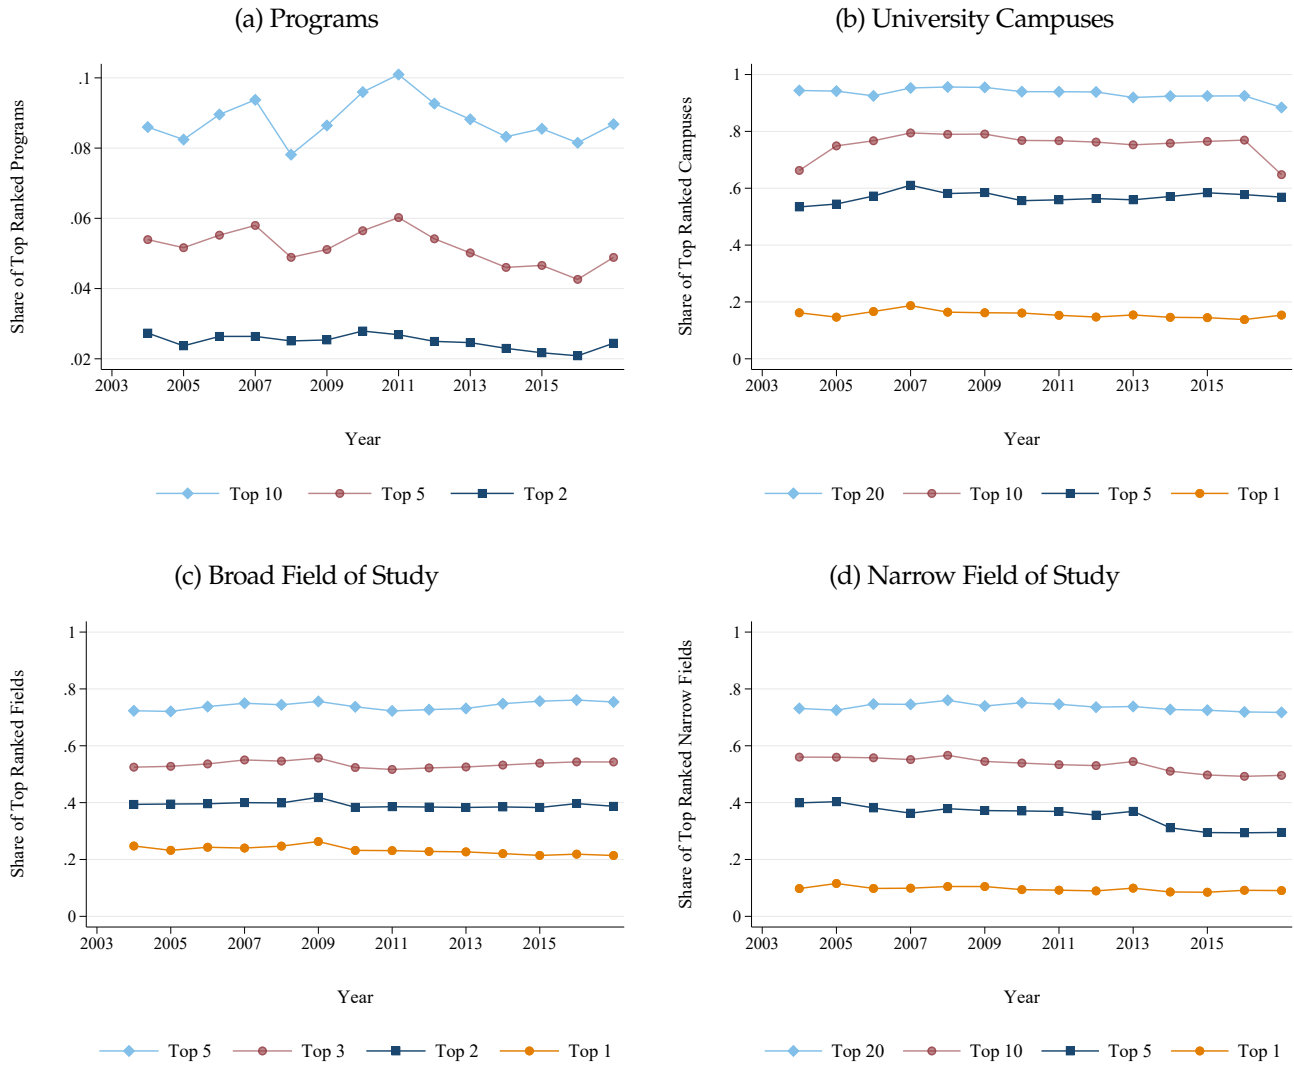 (a) Programs
Share of Top Ranked Programs
.1
.08
.06
.04
.02
2003 2005 2007 2009 2011 2013 2015
Year
Top 10 Top 5 Top 2
(b) University Campuses
Share of Top Ranked Campuses
1
.8
.6
.4
.2
0
2003 2005 2007 2009 2011 2013 2015
Year
Top 20 Top 10 Top 5 Top 1
(c) Broad Field of Study
Share of Top Ranked Fields
1
.8
.6
.4
.2
0
2003 2005 2007 2009 2011 2013 2015
Year
Top 5 Top 3 Top 2 Top 1
(d) Narrow Field of Study
Share of Top Ranked Narrow Fields
1
.8
.6
.4
.2
0
2003 2005 2007 2009 2011 2013 2015
Year
Top 20 Top 10 Top 5 Top 1